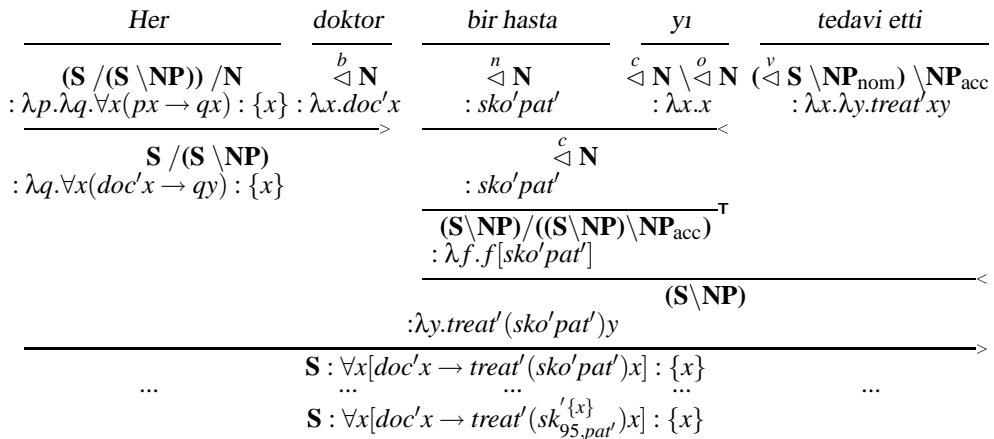 Her doktor bir hasta yı tedavi etti
(S /(S \NP)) /N ◁ᵇ N ◁ⁿ N ◁ᶜ N \◁ᵒ N (◁ᵛ S \NPnom) \NPacc
: λp.λq.∀x(px → qx) : {x} : λx.doc′x : sko′pat′ : λx.x : λx.λy.treat′xy
> <
S /(S \NP) ◁ᶜ N
: λq.∀x(doc′x → qy) : {x} : sko′pat′
T
(S\NP)/((S\NP)\NPacc)
: λf.f[sko′pat′]
<
(S\NP)
:λy.treat′(sko′pat′)y
>
S : ∀x[doc′x → treat′(sko′pat′)x] : {x}
... ... ... ... ...
S : ∀x[doc′x → treat′(sk′{x}95,pat′)x] : {x}